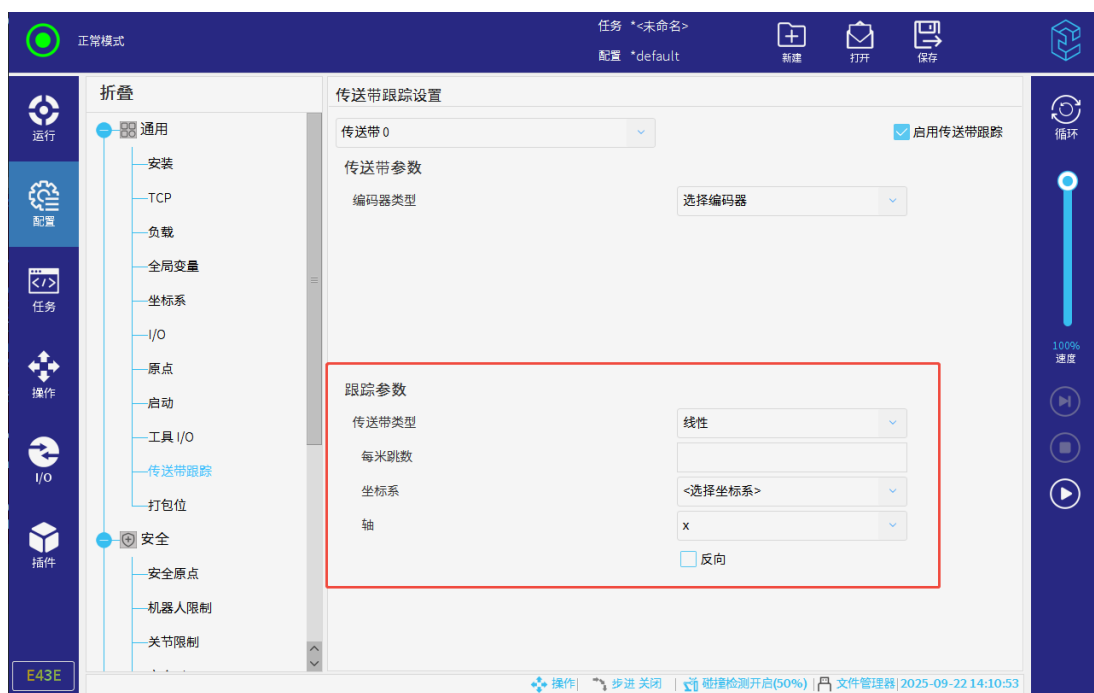 正常模式
任务 *<未命名>
配置 *default
新建
打开
保存
运行
配置
任务
操作
I/O
插件
E43E
折叠
通用
安装
TCP
负载
全局变量
坐标系
I/O
原点
启动
工具 I/O
传送带跟踪
打包位
安全
安全原点
机器人限制
关节限制
传送带跟踪设置
传送带 0
启用传送带跟踪
传送带参数
编码器类型 选择编码器
跟踪参数
传送带类型 线性
每米跳数
坐标系 <选择坐标系>
轴 x
反向
循环
100%
速度
操作 | 步进 关闭 | 碰撞检测开启(50%) | 文件管理器 | 2025-09-22 14:10:53